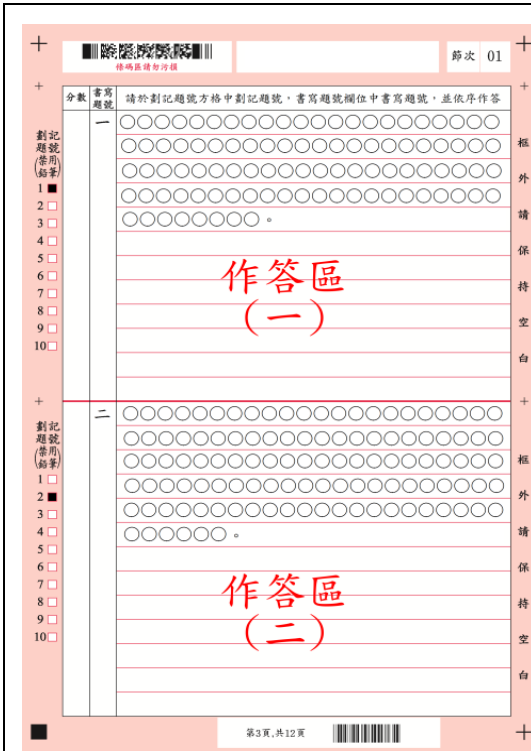 條碼區請勿污損
節次 01
分數 書寫題號 請於劃記題號方格中劃記題號，書寫題號欄位中書寫題號，並依序作答
劃記題號(禁用鉛筆)
1
2
3
4
5
6
7
8
9
10
一
○○○○○○○○○○○○○○○○○○○○○○
○○○○○○○○○○○○○○○○○○○○○○
○○○○○○○○○○○○○○○○○○○○○○
○○○○○○○○○○○○○○○○○○○○○○
○○○○○○○○。
作答區
(一)
框外請保持空白
劃記題號(禁用鉛筆)
1
2
3
4
5
6
7
8
9
10
二
○○○○○○○○○○○○○○○○○○○○○○
○○○○○○○○○○○○○○○○○○○○○○
○○○○○○○○○○○○○○○○○○○○○○
○○○○○○○○○○○○○○○○○○○○○○
○○○○○○○○○○○○○○○○○○○○○○
○○○○○○。
作答區
(二)
框外請保持空白
第3頁,共12頁